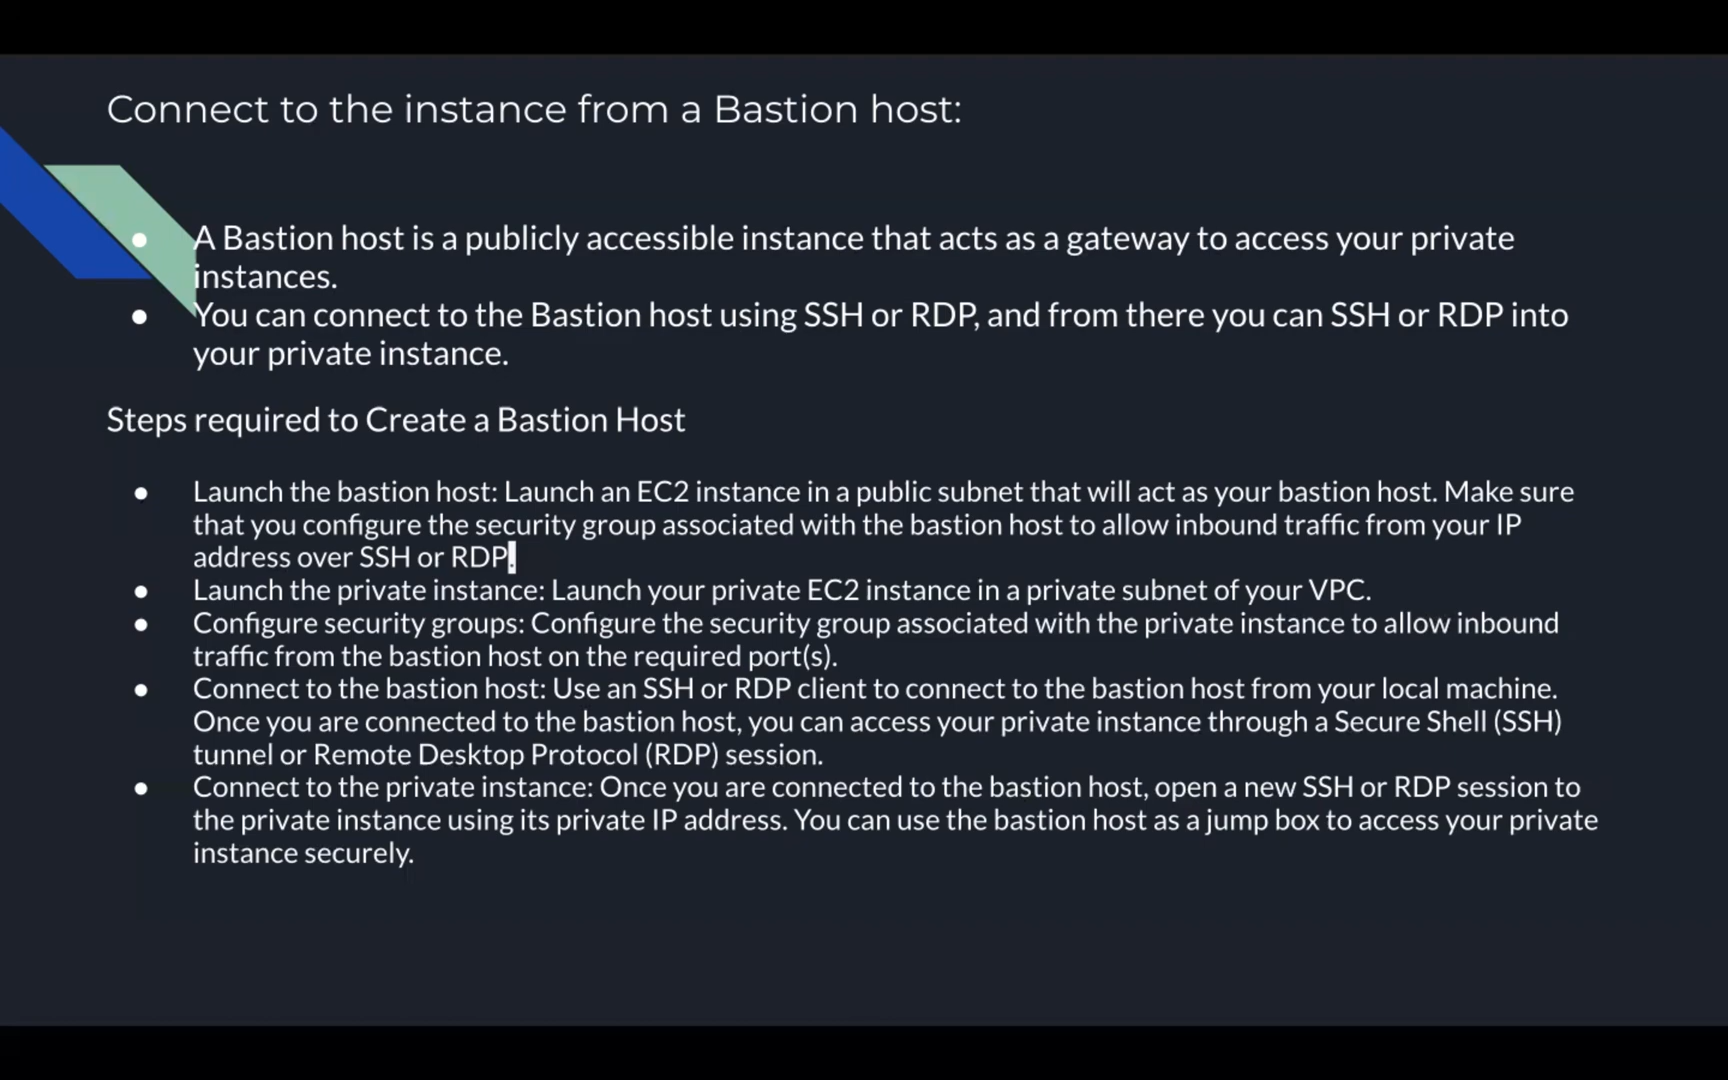 Connect to the instance from a Bastion host:
● A Bastion host is a publicly accessible instance that acts as a gateway to access your private
instances.
● You can connect to the Bastion host using SSH or RDP, and from there you can SSH or RDP into
your private instance.
Steps required to Create a Bastion Host
● Launch the bastion host: Launch an EC2 instance in a public subnet that will act as your bastion host. Make sure
that you configure the security group associated with the bastion host to allow inbound traffic from your IP
address over SSH or RDP.
● Launch the private instance: Launch your private EC2 instance in a private subnet of your VPC.
● Configure security groups: Configure the security group associated with the private instance to allow inbound
traffic from the bastion host on the required port(s).
● Connect to the bastion host: Use an SSH or RDP client to connect to the bastion host from your local machine.
Once you are connected to the bastion host, you can access your private instance through a Secure Shell (SSH)
tunnel or Remote Desktop Protocol (RDP) session.
● Connect to the private instance: Once you are connected to the bastion host, open a new SSH or RDP session to
the private instance using its private IP address. You can use the bastion host as a jump box to access your private
instance securely.